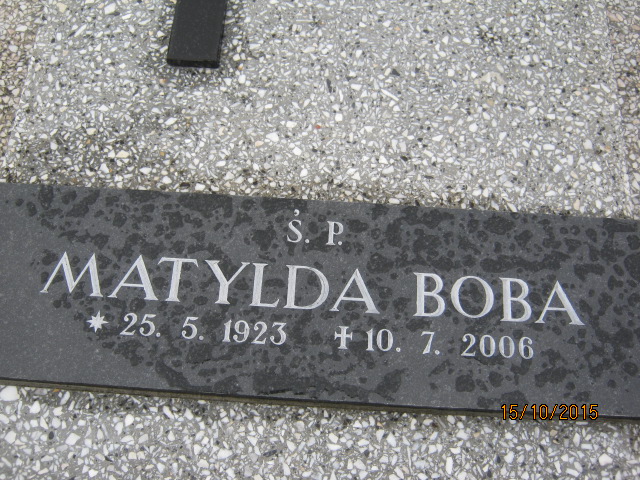 Ś. P.
MATYLDA BOBA
* 25. 5. 1923 ✝ 10. 7. 2006
15/10/2015